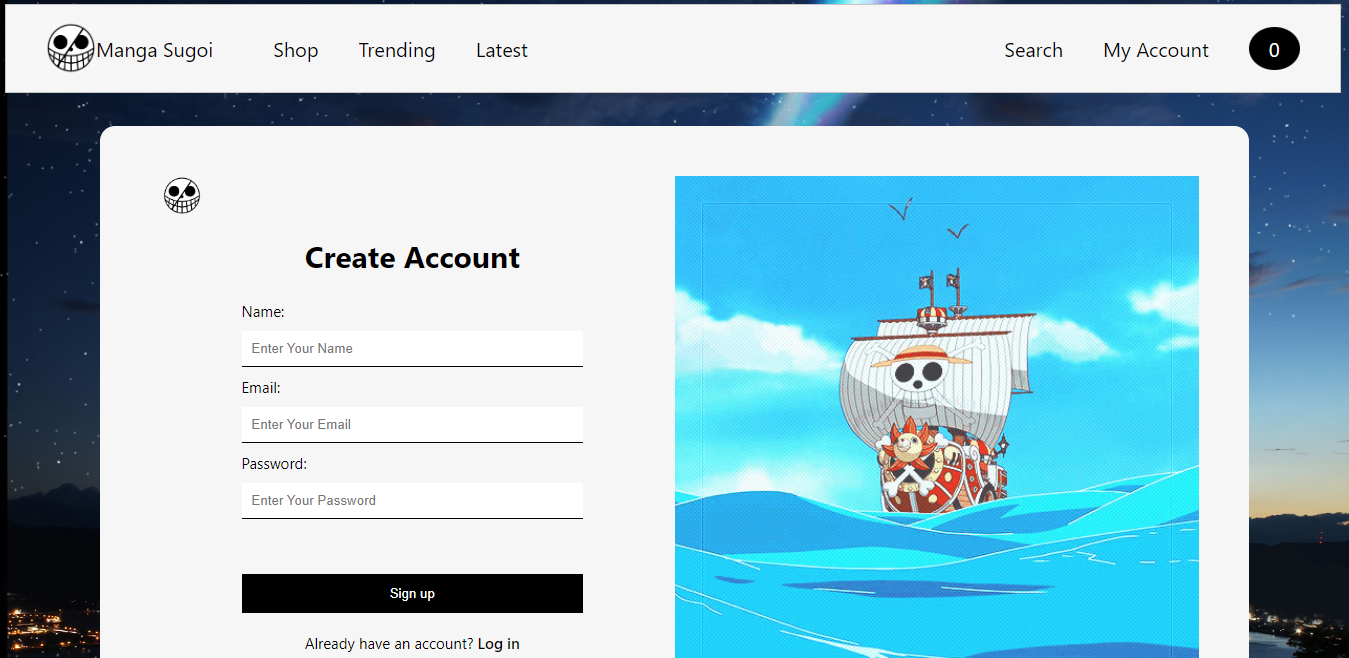 Manga Sugoi Shop Trending Latest Search My Account 0
Create Account
Name:
Enter Your Name
Email:
Enter Your Email
Password:
Enter Your Password
Sign up
Already have an account? Log in